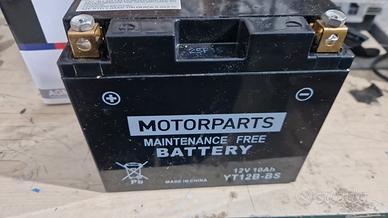 MOTORPARTS
MAINTENANCE FREE
BATTERY
12V 10Ah
YT12B-BS
Pb
MADE IN CHINA